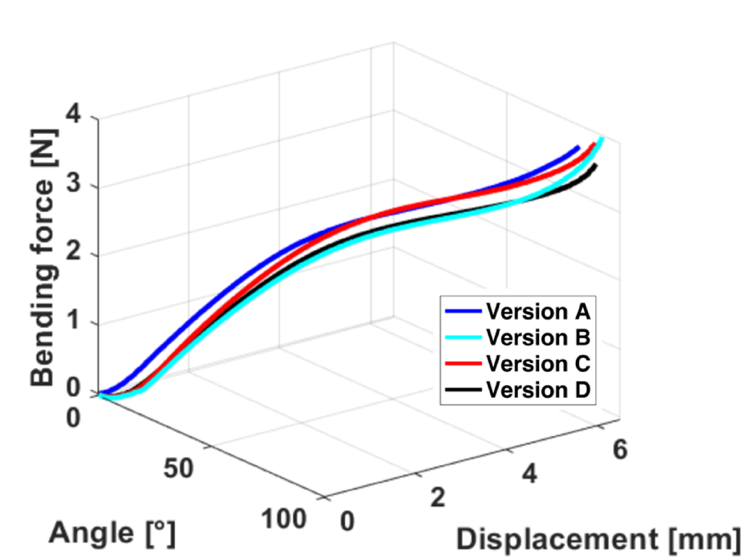 4
3
2
1
0
0
50
100
0
2
4
6
Bending force [N]
Angle [°]
Displacement [mm]
Version A
Version B
Version C
Version D